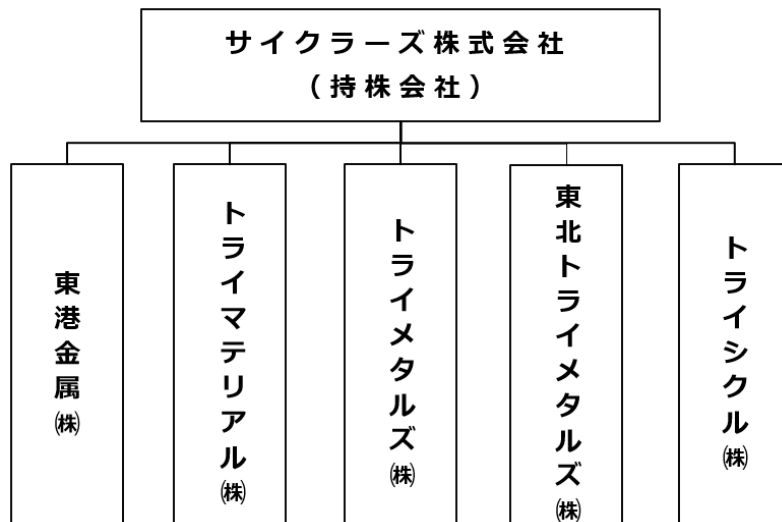 サイクラーズ株式会社
（持株会社）
東港金属㈱
トライマテリアル㈱
トライメタルズ㈱
東北トライメタルズ㈱
トライシクル㈱